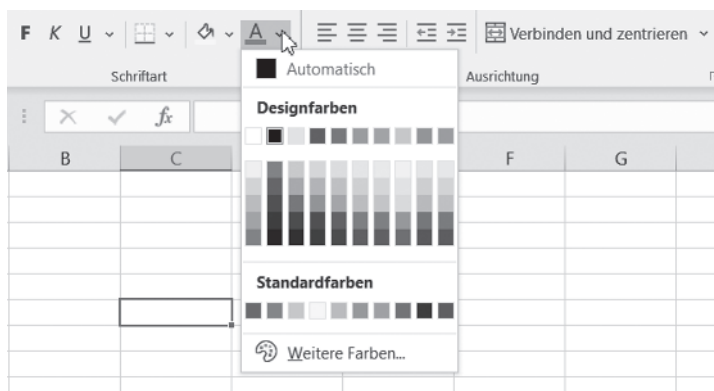 F K U A Verbinden und zentrieren
Schriftart Ausrichtung
Automatisch
Designfarben
fx
B C F G
Standardfarben
Weitere Farben...